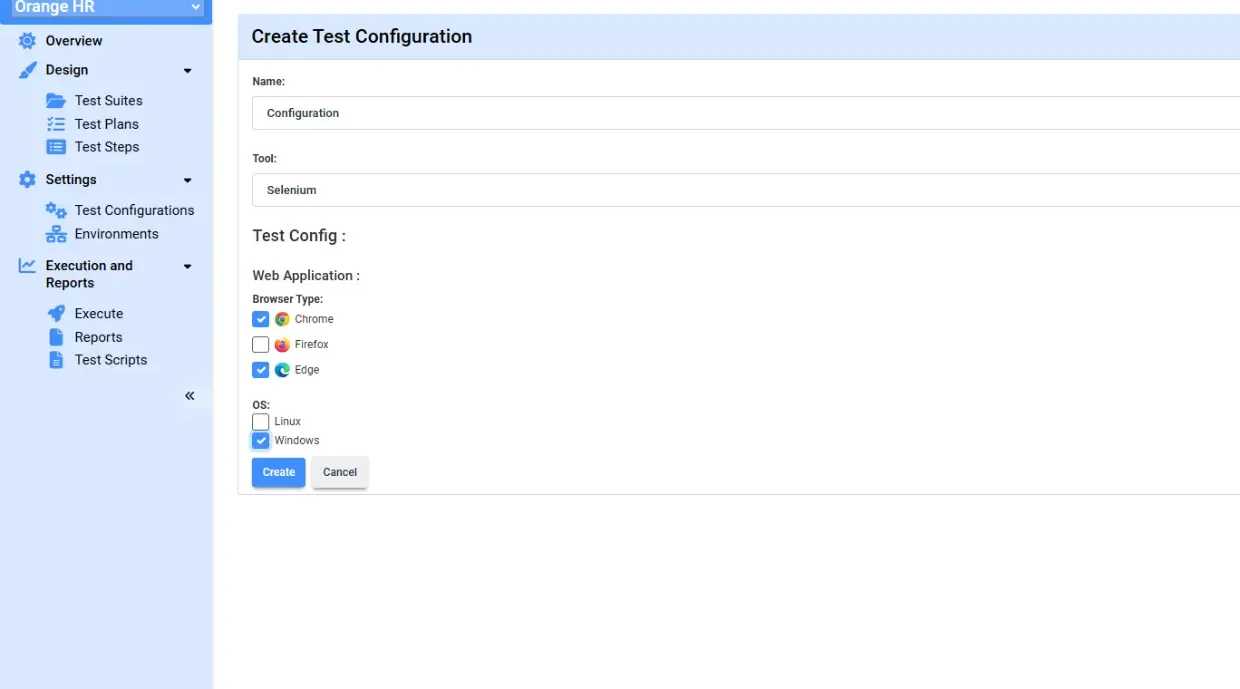 Orange HR
Overview
Design
Test Suites
Test Plans
Test Steps
Settings
Test Configurations
Environments
Execution and
Reports
Execute
Reports
Test Scripts
Create Test Configuration
Name:
Configuration
Tool:
Selenium
Test Config :
Web Application :
Browser Type:
Chrome
Firefox
Edge
OS:
Linux
Windows
Create
Cancel